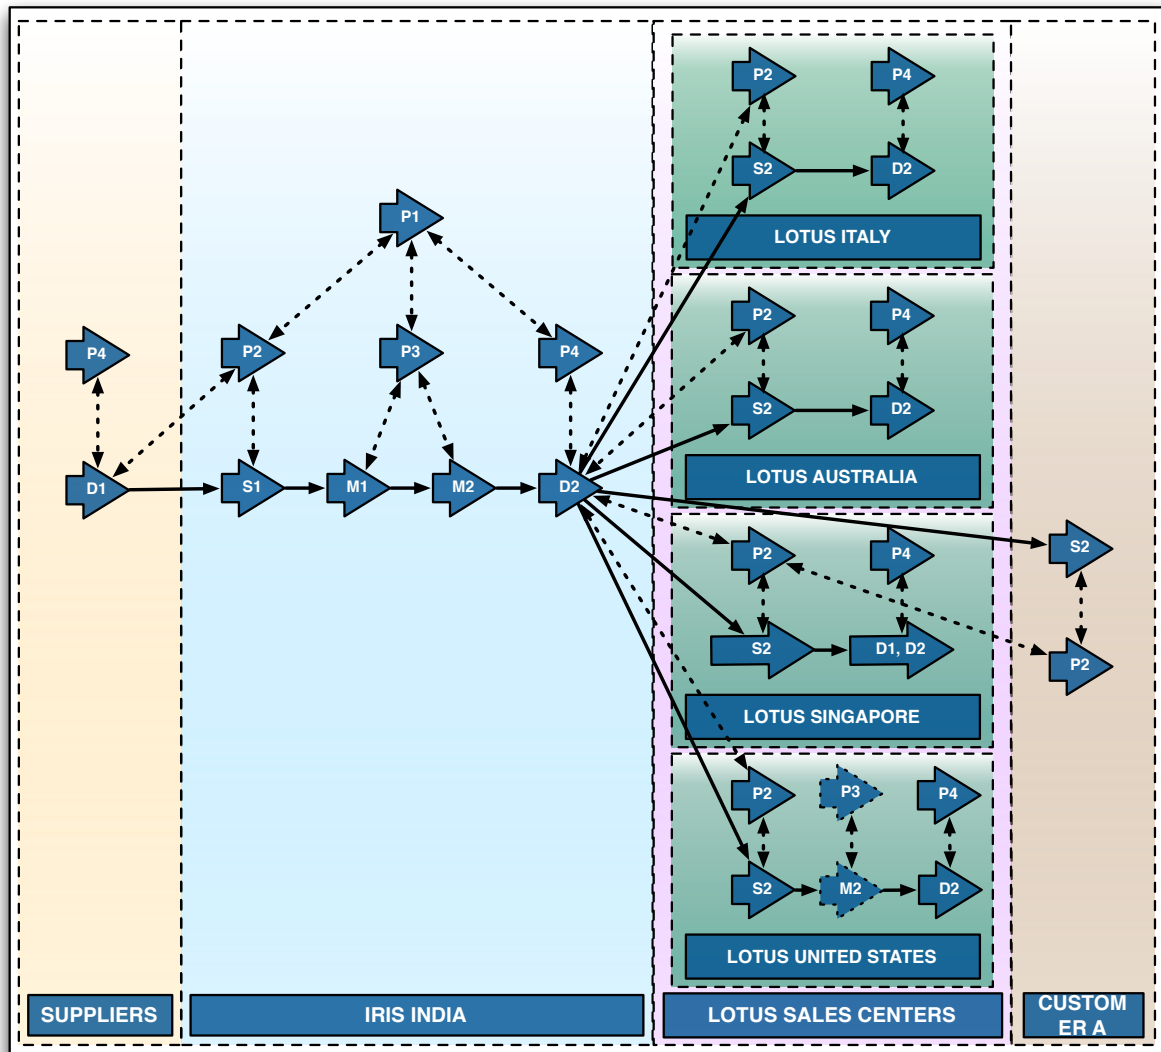 P2
P4
S2
D2
LOTUS ITALY
P1
P2
P4
S2
D2
LOTUS AUSTRALIA
P4
P2
P3
P4
D1
S1
M1
M2
D2
P2
P4
S2
D1, D2
LOTUS SINGAPORE
S2
P2
P2
P3
P4
S2
M2
D2
LOTUS UNITED STATES
SUPPLIERS
IRIS INDIA
LOTUS SALES CENTERS
CUSTOM
ER A